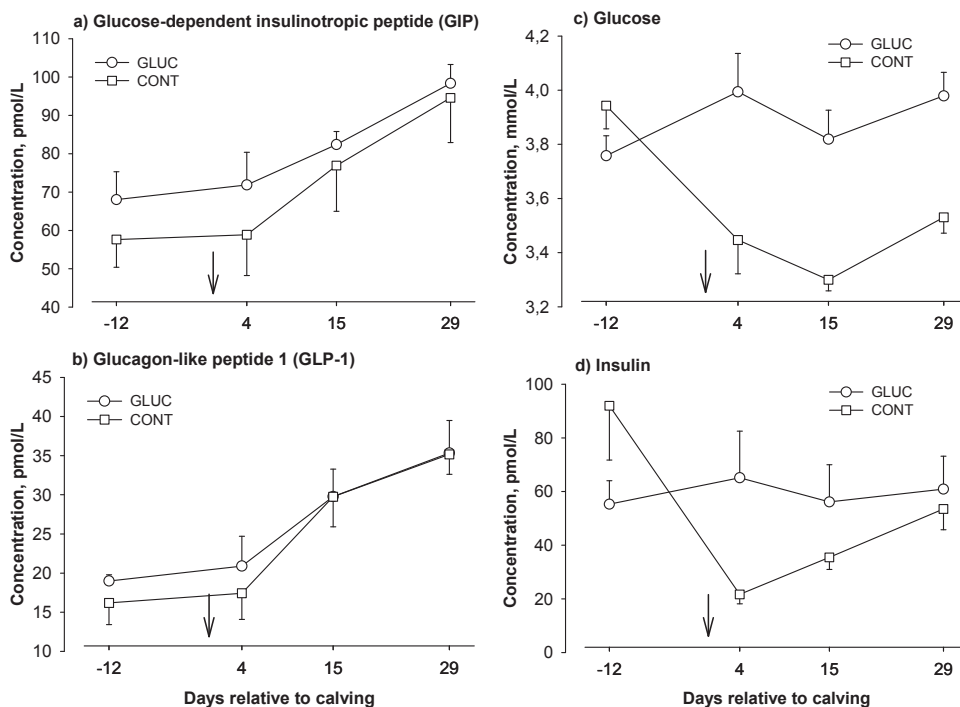 a) Glucose-dependent insulinotropic peptide (GIP)
110
100
90
80
70
60
50
40
Concentration, pmol/L
GLUC
CONT
-12
4
15
29
b) Glucagon-like peptide 1 (GLP-1)
45
40
35
30
25
20
15
10
Concentration, pmol/L
GLUC
CONT
-12
4
15
29
Days relative to calving
c) Glucose
4,2
4,0
3,8
3,6
3,4
3,2
Concentration, mmol/L
GLUC
CONT
-12
4
15
29
d) Insulin
100
80
60
40
20
0
Concentration, pmol/L
GLUC
CONT
-12
4
15
29
Days relative to calving